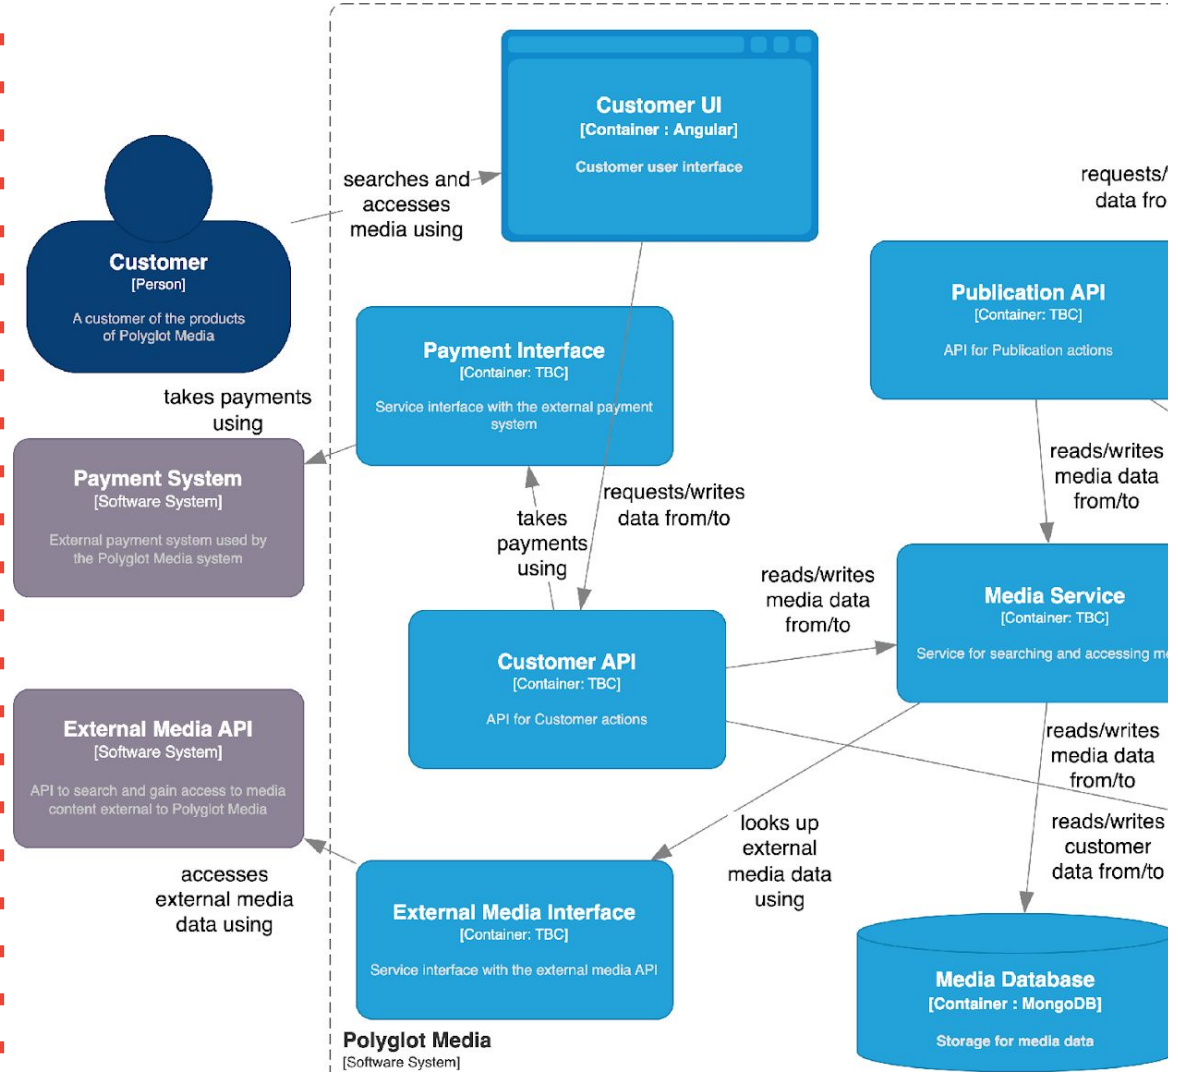 Customer UI
[Container : Angular]
Customer user interface
searches and
accesses
media using
requests/
data fro
Customer
[Person]
A customer of the products
of Polyglot Media
Publication API
[Container: TBC]
API for Publication actions
Payment Interface
[Container: TBC]
Service interface with the external payment
system
takes payments
using
Payment System
[Software System]
External payment system used by
the Polyglot Media system
requests/writes
data from/to
takes
payments
using
reads/writes
media data
from/to
reads/writes
media data
from/to
Media Service
[Container: TBC]
Service for searching and accessing me
Customer API
[Container: TBC]
API for Customer actions
External Media API
[Software System]
API to search and gain access to media
content external to Polyglot Media
reads/writes
media data
from/to
looks up
external
media data
using
reads/writes
customer
data from/to
accesses
external media
data using
External Media Interface
[Container: TBC]
Service interface with the external media API
Media Database
[Container : MongoDB]
Storage for media data
Polyglot Media
[Software System]